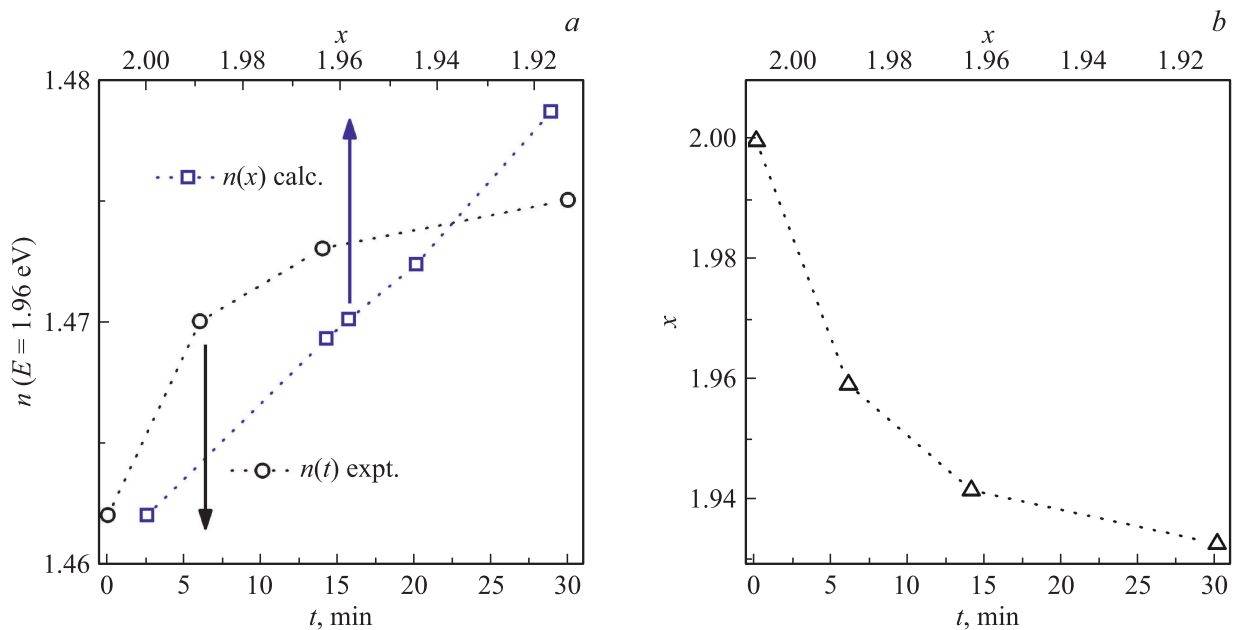 a
x
2.00 1.98 1.96 1.94 1.92
1.48
1.47
1.46
n (E = 1.96 eV)
n(x) calc.
n(t) expt.
0 5 10 15 20 25 30
t, min
b
x
2.00 1.98 1.96 1.94 1.92
2.00
1.98
1.96
1.94
x
0 5 10 15 20 25 30
t, min